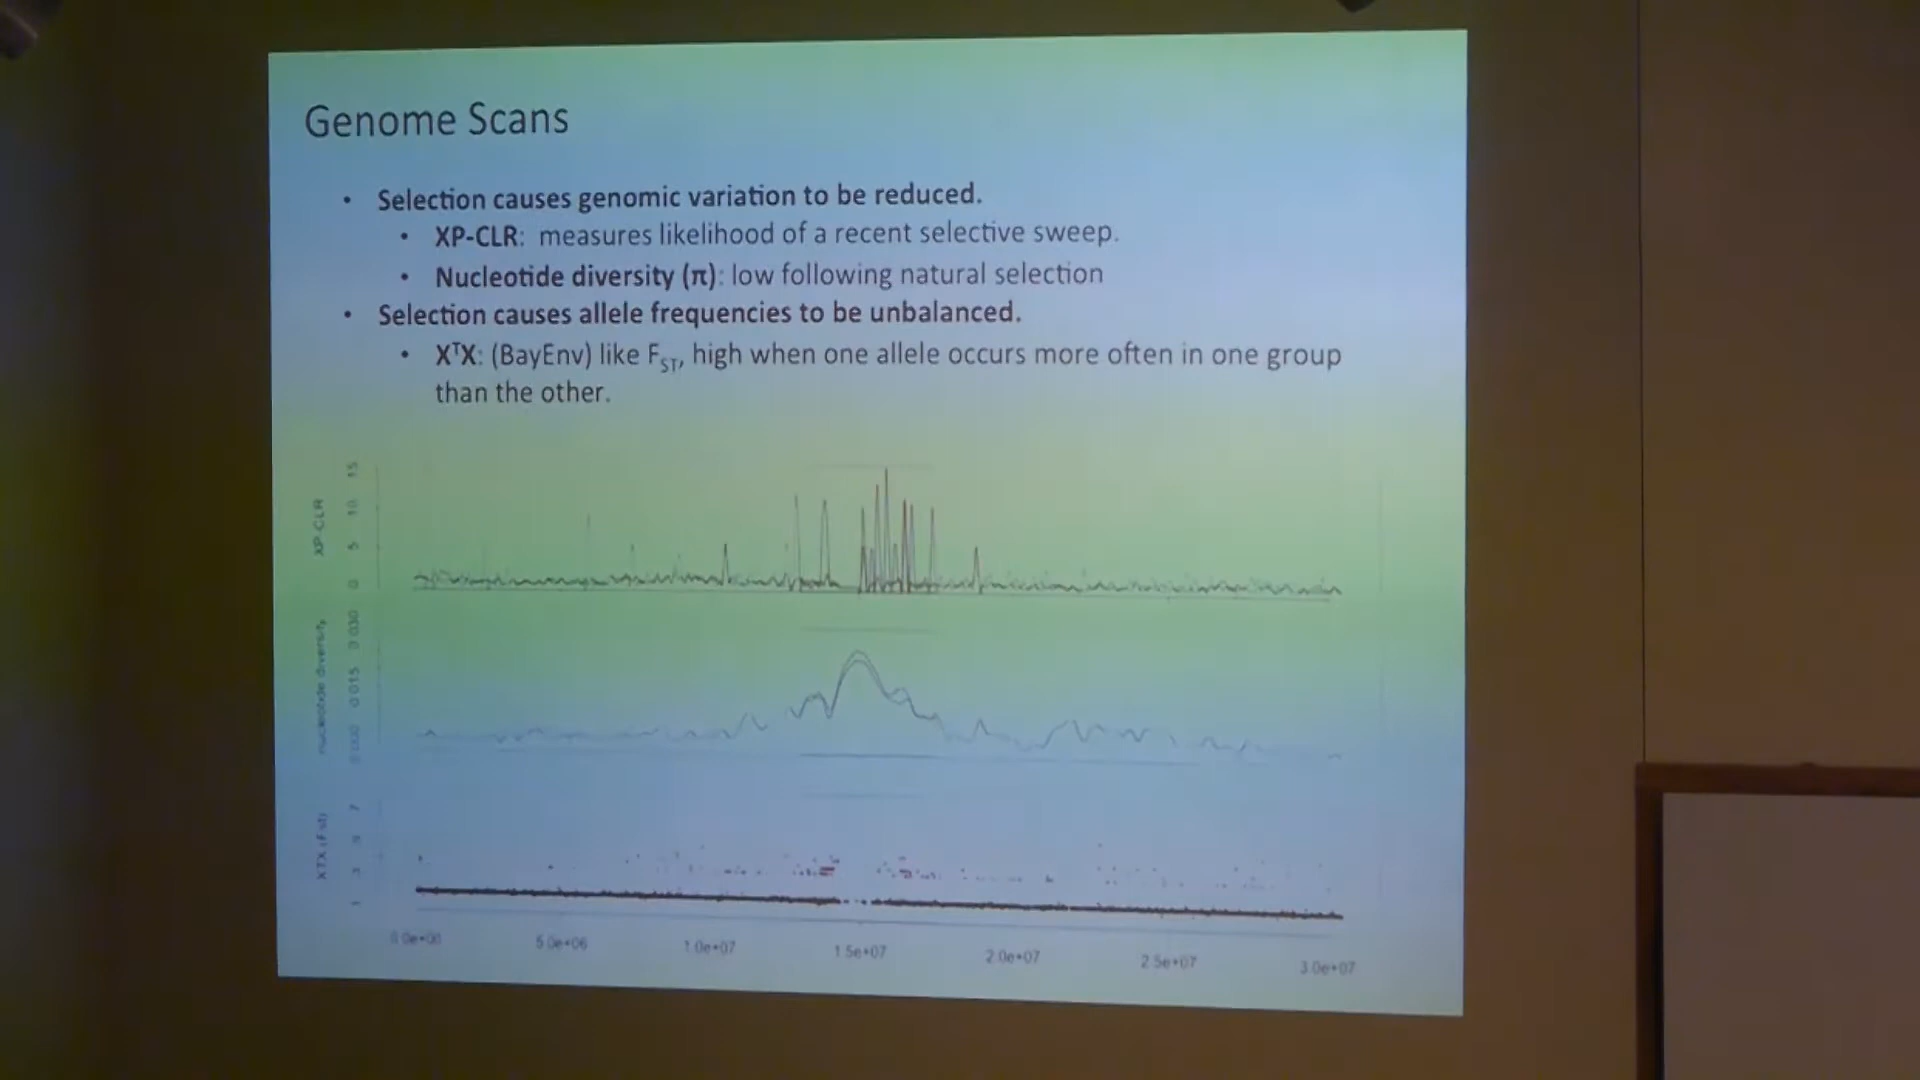 Genome Scans
• Selection causes genomic variation to be reduced.
• XP-CLR: measures likelihood of a recent selective sweep.
• Nucleotide diversity (π): low following natural selection
• Selection causes allele frequencies to be unbalanced.
• XᵀX: (BayEnv) like F_ST, high when one allele occurs more often in one group
than the other.
XP-CLR
0 5 10 15
nucleotide diversity
0.000 0.015 0.030
XTX (Fst)
1 3 5 7
0.0e+00 5.0e+06 1.0e+07 1.5e+07 2.0e+07 2.5e+07 3.0e+07